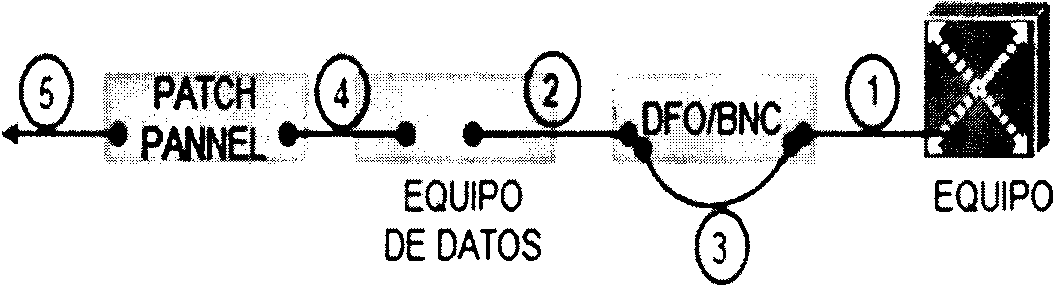 5
PATCH
PANNEL
4
2
DFO/BNC
1
3
EQUIPO
DE DATOS
EQUIPO